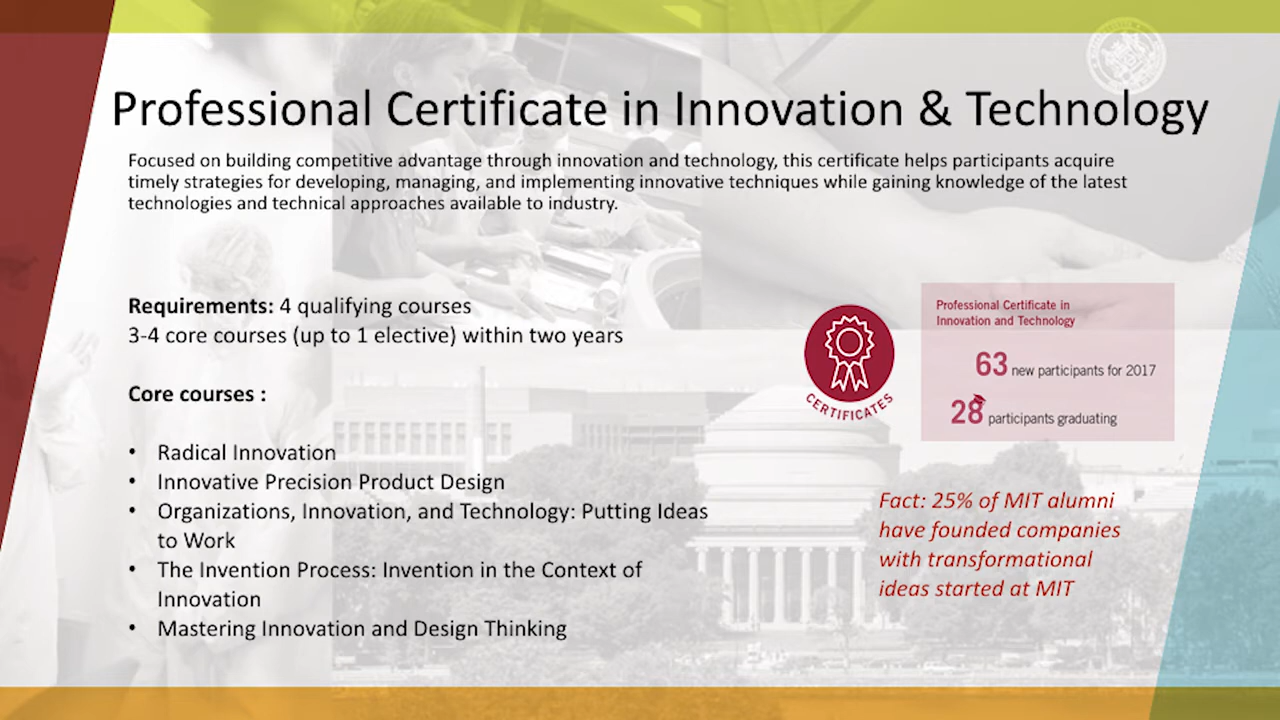 Professional Certificate in Innovation & Technology
Focused on building competitive advantage through innovation and technology, this certificate helps participants acquire
timely strategies for developing, managing, and implementing innovative techniques while gaining knowledge of the latest
technologies and technical approaches available to industry.
Requirements: 4 qualifying courses
3-4 core courses (up to 1 elective) within two years
Core courses :
• Radical Innovation
• Innovative Precision Product Design
• Organizations, Innovation, and Technology: Putting Ideas
to Work
• The Invention Process: Invention in the Context of
Innovation
• Mastering Innovation and Design Thinking
CERTIFICATES
Professional Certificate in
Innovation and Technology
63 new participants for 2017
28 participants graduating
Fact: 25% of MIT alumni
have founded companies
with transformational
ideas started at MIT